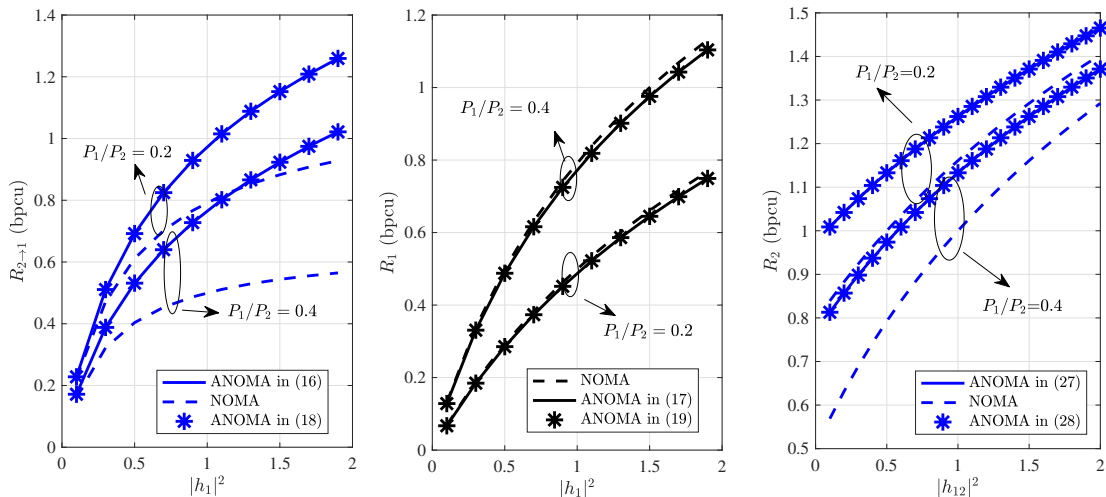 1.4
1.2
1
0.8
0.6
0.4
0.2
0
R_{2→1} (bpcu)
P_1/P_2 = 0.2
P_1/P_2 = 0.4
ANOMA in (16)
NOMA
ANOMA in (18)
0 0.5 1 1.5 2
|h_1|^2
1.2
1
0.8
0.6
0.4
0.2
0
R_1 (bpcu)
P_1/P_2 = 0.4
P_1/P_2 = 0.2
NOMA
ANOMA in (17)
ANOMA in (19)
0 0.5 1 1.5 2
|h_1|^2
1.5
1.4
1.3
1.2
1.1
1
0.9
0.8
0.7
0.6
0.5
R_2 (bpcu)
P_1/P_2=0.2
P_1/P_2=0.4
ANOMA in (27)
NOMA
ANOMA in (28)
0 0.5 1 1.5 2
|h_{12}|^2